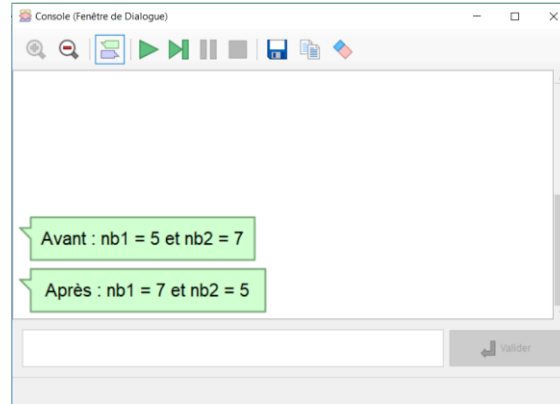 Console (Fenêtre de Dialogue)
Avant : nb1 = 5 et nb2 = 7
Après : nb1 = 7 et nb2 = 5
Valider